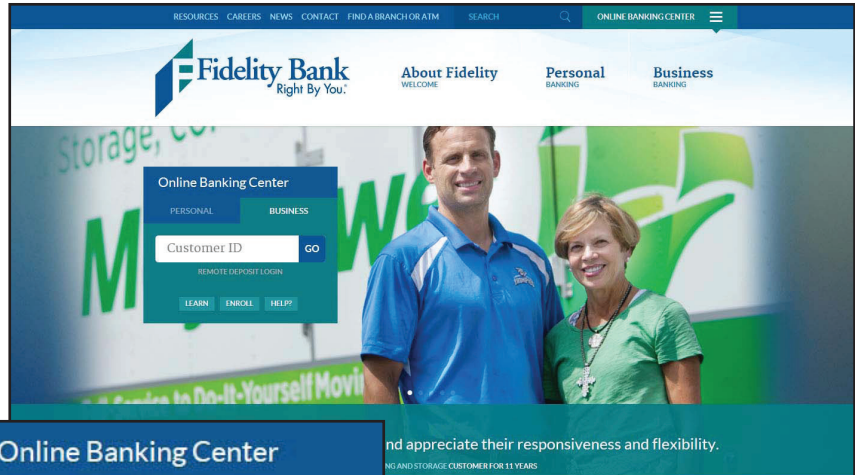 RESOURCES CAREERS NEWS CONTACT FIND A BRANCH OR ATM SEARCH ONLINE BANKING CENTER
Fidelity Bank
Right By You.
About Fidelity
WELCOME
Personal
BANKING
Business
BANKING
Storage,
Online Banking Center
PERSONAL BUSINESS
Customer ID GO
REMOTE DEPOSIT LOGIN
LEARN ENROLL HELP?
to Do-It-Yourself
Online Banking Center
nd appreciate their responsiveness and flexibility.
NG AND STORAGE CUSTOMER FOR 11 YEARS